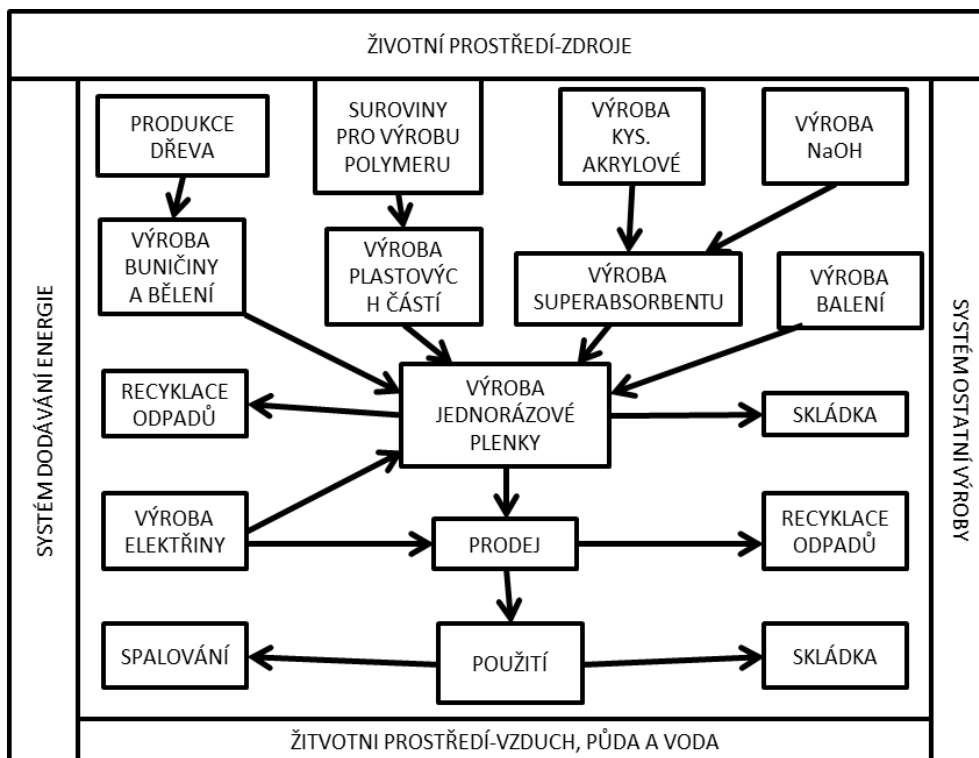 ŽIVOTNÍ PROSTŘEDÍ-ZDROJE
SYSTÉM DODÁVÁNÍ ENERGIE
PRODUKCE
DŘEVA
SUROVINY
PRO VÝROBU
POLYMERU
VÝROBA
KYS.
AKRYLOVÉ
VÝROBA
NaOH
VÝROBA
BUNIČINY
A BĚLENÍ
VÝROBA
PLASTOVÝC
H ČÁSTÍ
VÝROBA
SUPERABSORBENTU
VÝROBA
BALENÍ
RECYKLACE
ODPADŮ
VÝROBA
JEDNORÁZOVÉ
PLENKY
SKLÁDKA
VÝROBA
ELEKTŘINY
PRODEJ
RECYKLACE
ODPADŮ
SPALOVÁNÍ
POUŽITÍ
SKLÁDKA
SYSTÉMOSTATNÍ VÝROBY
ŽITVOTNI PROSTŘEDÍ-VZDUCH, PŮDA A VODA